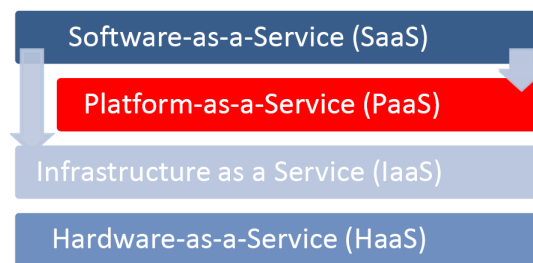 Software-as-a-Service (SaaS)
Platform-as-a-Service (PaaS)
Infrastructure as a Service (IaaS)
Hardware-as-a-Service (HaaS)